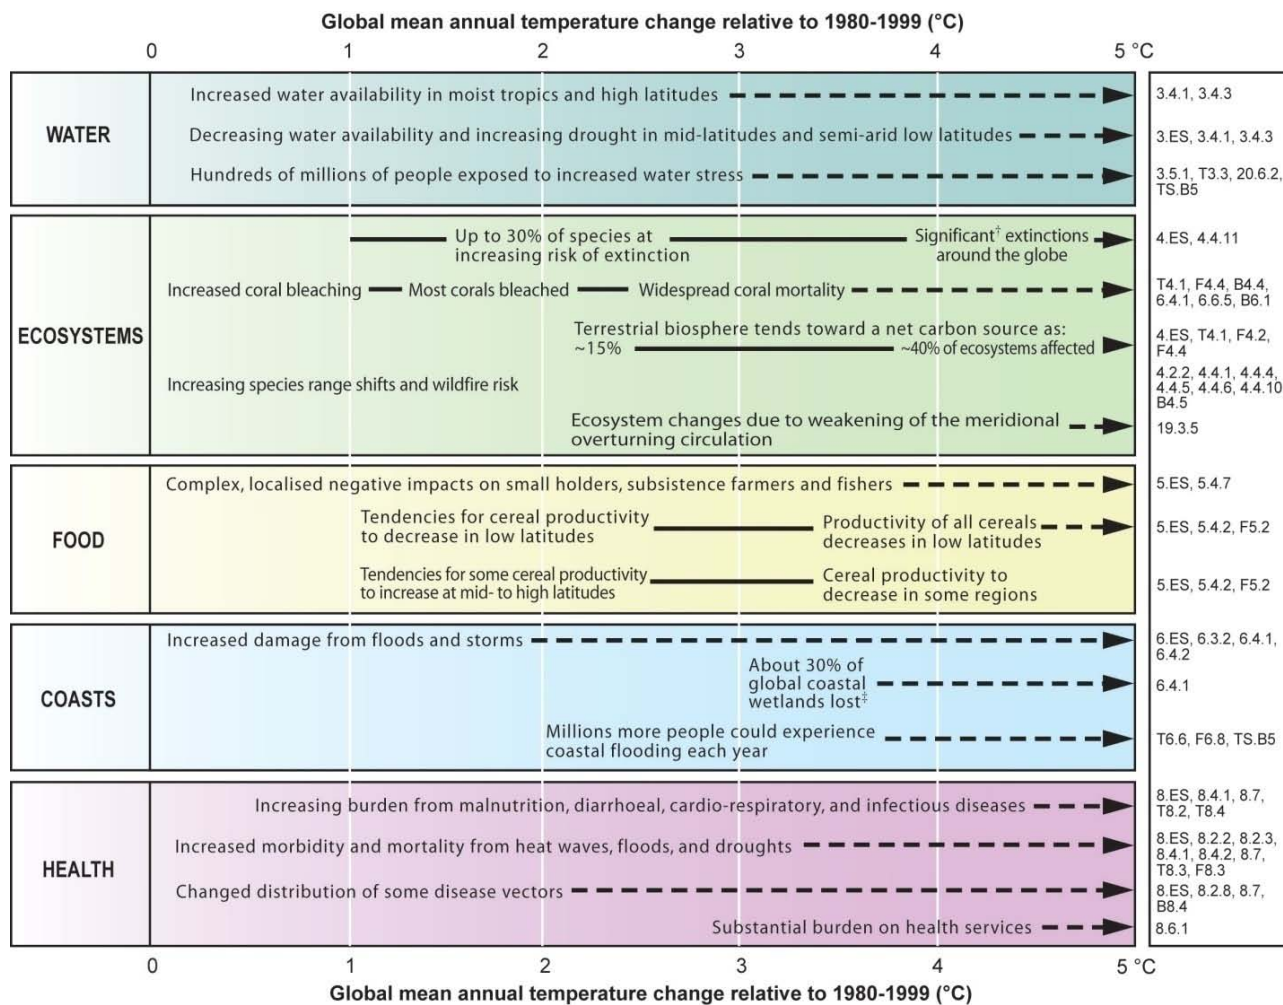 Global mean annual temperature change relative to 1980-1999 (°C)
0 1 2 3 4 5 °C
WATER
Increased water availability in moist tropics and high latitudes
3.4.1, 3.4.3
Decreasing water availability and increasing drought in mid-latitudes and semi-arid low latitudes
3.ES, 3.4.1, 3.4.3
Hundreds of millions of people exposed to increased water stress
3.5.1, T3.3, 20.6.2,
TS.B5
ECOSYSTEMS
Up to 30% of species at
increasing risk of extinction
Significant† extinctions
around the globe
4.ES, 4.4.11
Increased coral bleaching
Most corals bleached
Widespread coral mortality
T4.1, F4.4, B4.4,
6.4.1, 6.6.5, B6.1
Terrestrial biosphere tends toward a net carbon source as:
~15%
~40% of ecosystems affected
4.ES, T4.1, F4.2,
F4.4
Increasing species range shifts and wildfire risk
4.2.2, 4.4.1, 4.4.4,
4.4.5, 4.4.6, 4.4.10
B4.5
Ecosystem changes due to weakening of the meridional
overturning circulation
19.3.5
FOOD
Complex, localised negative impacts on small holders, subsistence farmers and fishers
5.ES, 5.4.7
Tendencies for cereal productivity
to decrease in low latitudes
Productivity of all cereals
decreases in low latitudes
5.ES, 5.4.2, F5.2
Tendencies for some cereal productivity
to increase at mid- to high latitudes
Cereal productivity to
decrease in some regions
5.ES, 5.4.2, F5.2
COASTS
Increased damage from floods and storms
6.ES, 6.3.2, 6.4.1,
6.4.2
About 30% of
global coastal
wetlands lost‡
6.4.1
Millions more people could experience
coastal flooding each year
T6.6, F6.8, TS.B5
HEALTH
Increasing burden from malnutrition, diarrhoeal, cardio-respiratory, and infectious diseases
8.ES, 8.4.1, 8.7,
T8.2, T8.4
Increased morbidity and mortality from heat waves, floods, and droughts
8.ES, 8.2.2, 8.2.3,
8.4.1, 8.4.2, 8.7,
T8.3, F8.3
Changed distribution of some disease vectors
8.ES, 8.2.8, 8.7,
B8.4
Substantial burden on health services
8.6.1
0 1 2 3 4 5 °C
Global mean annual temperature change relative to 1980-1999 (°C)